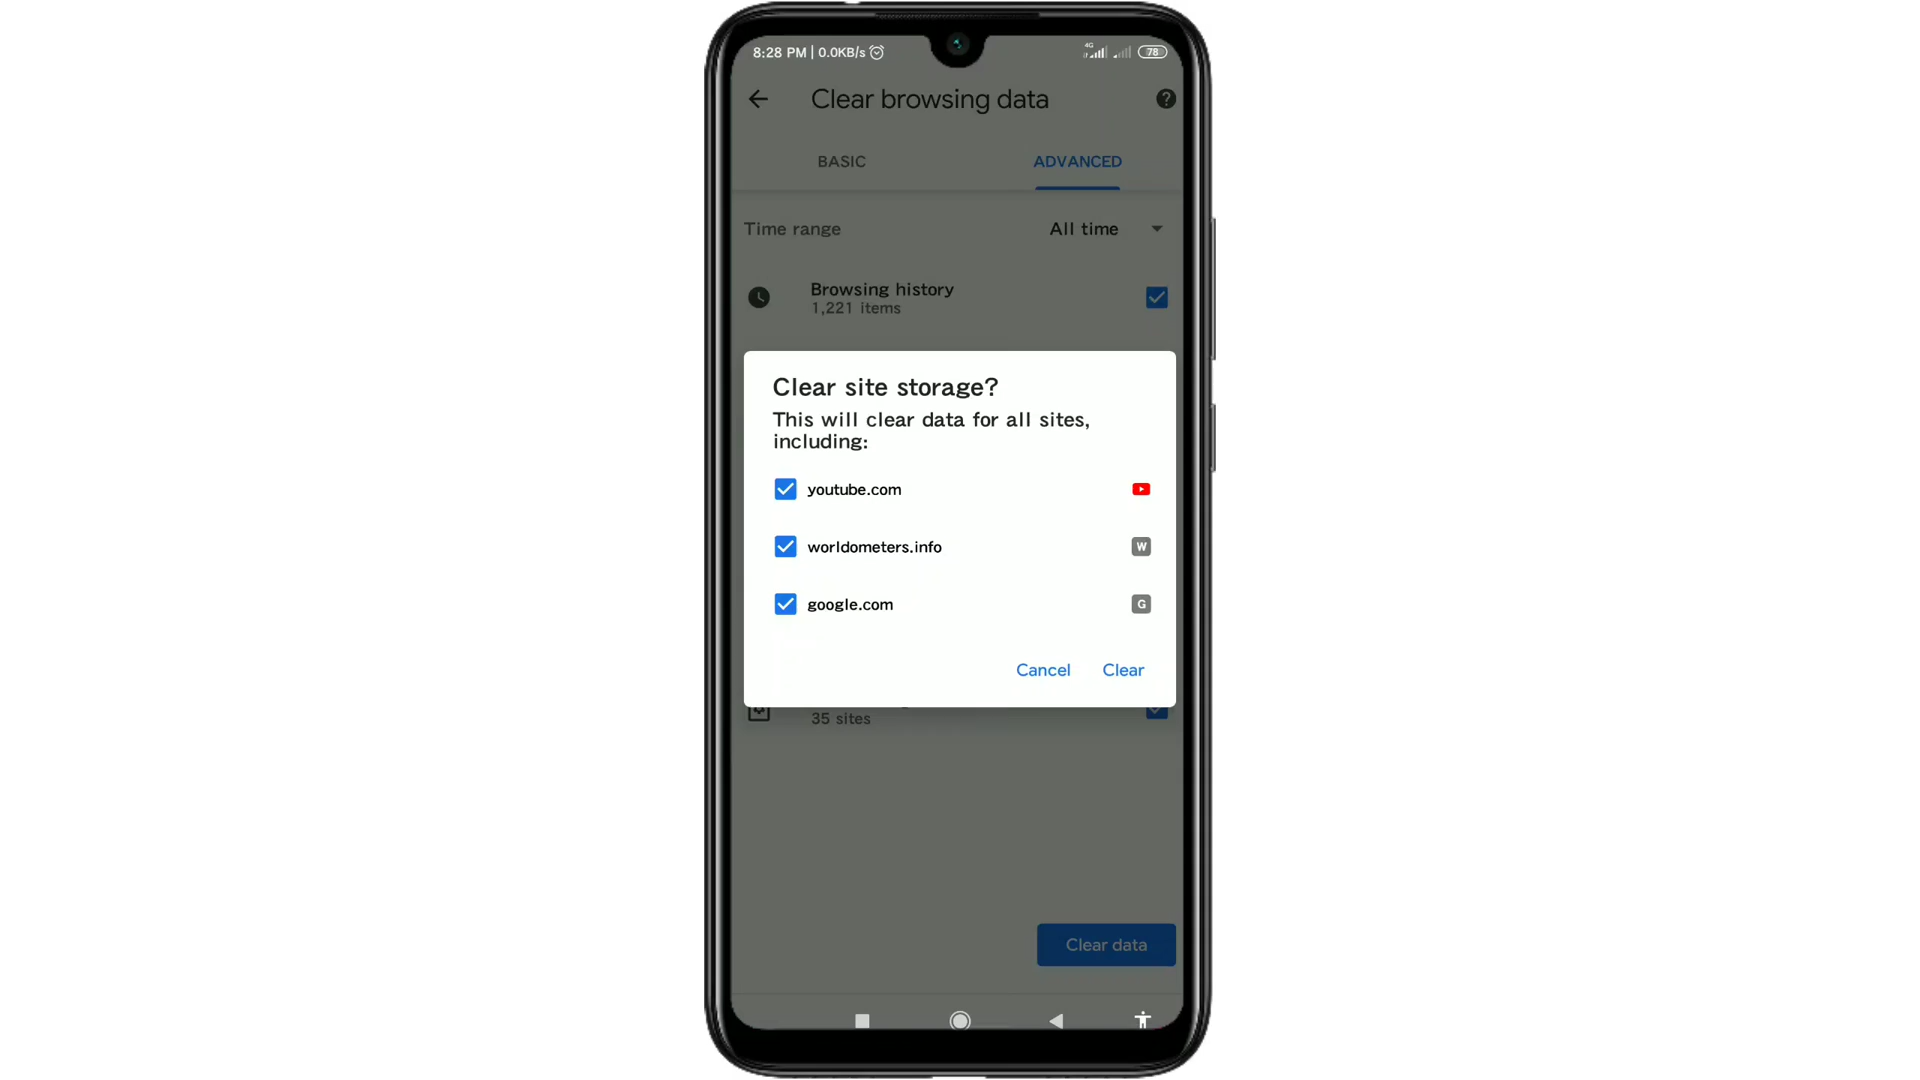 8:28 PM | 0.0KB/s
4G
78
Clear browsing data
?
BASIC
ADVANCED
Time range
All time
Browsing history
1,221 items
Clear site storage?
This will clear data for all sites,
including:
youtube.com
worldometers.info
W
google.com
G
Cancel
Clear
35 sites
Clear data